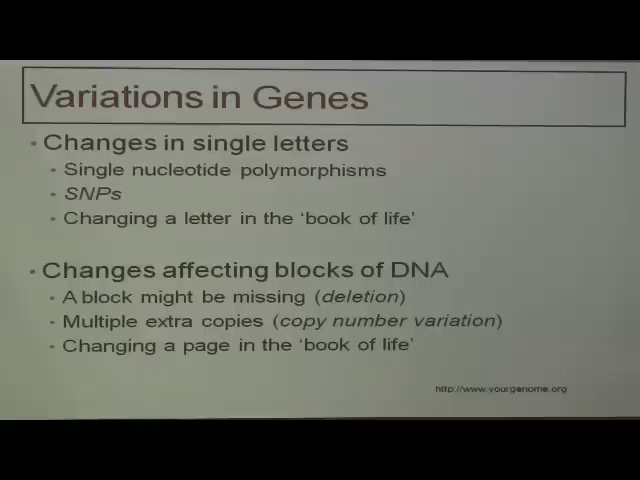 Variations in Genes
• Changes in single letters
• Single nucleotide polymorphisms
• SNPs
• Changing a letter in the ‘book of life’
• Changes affecting blocks of DNA
• A block might be missing (deletion)
• Multiple extra copies (copy number variation)
• Changing a page in the ‘book of life’
http://www.yourgenome.org